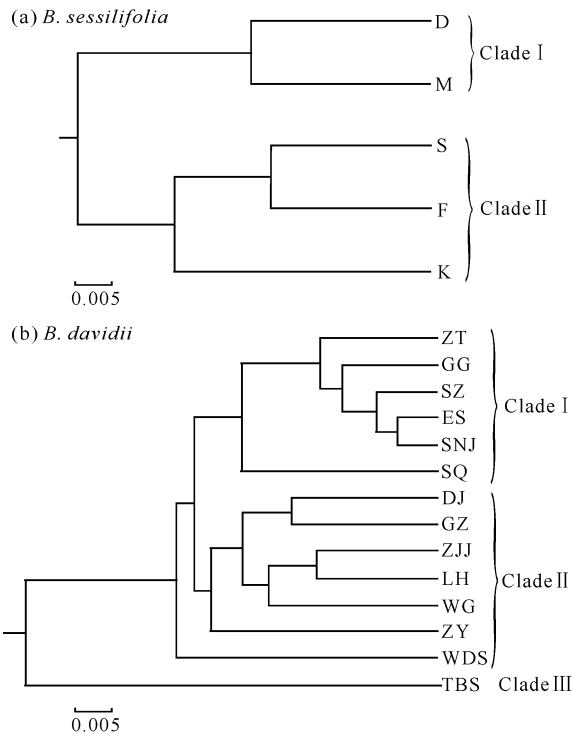 (a) B. sessilifolia
D
Clade Ⅰ
M
S
F
Clade Ⅱ
K
0.005
(b) B. davidii
ZT
GG
SZ
Clade Ⅰ
ES
SNJ
SQ
DJ
GZ
ZJJ
LH
Clade Ⅱ
WG
ZY
WDS
TBS Clade Ⅲ
0.005